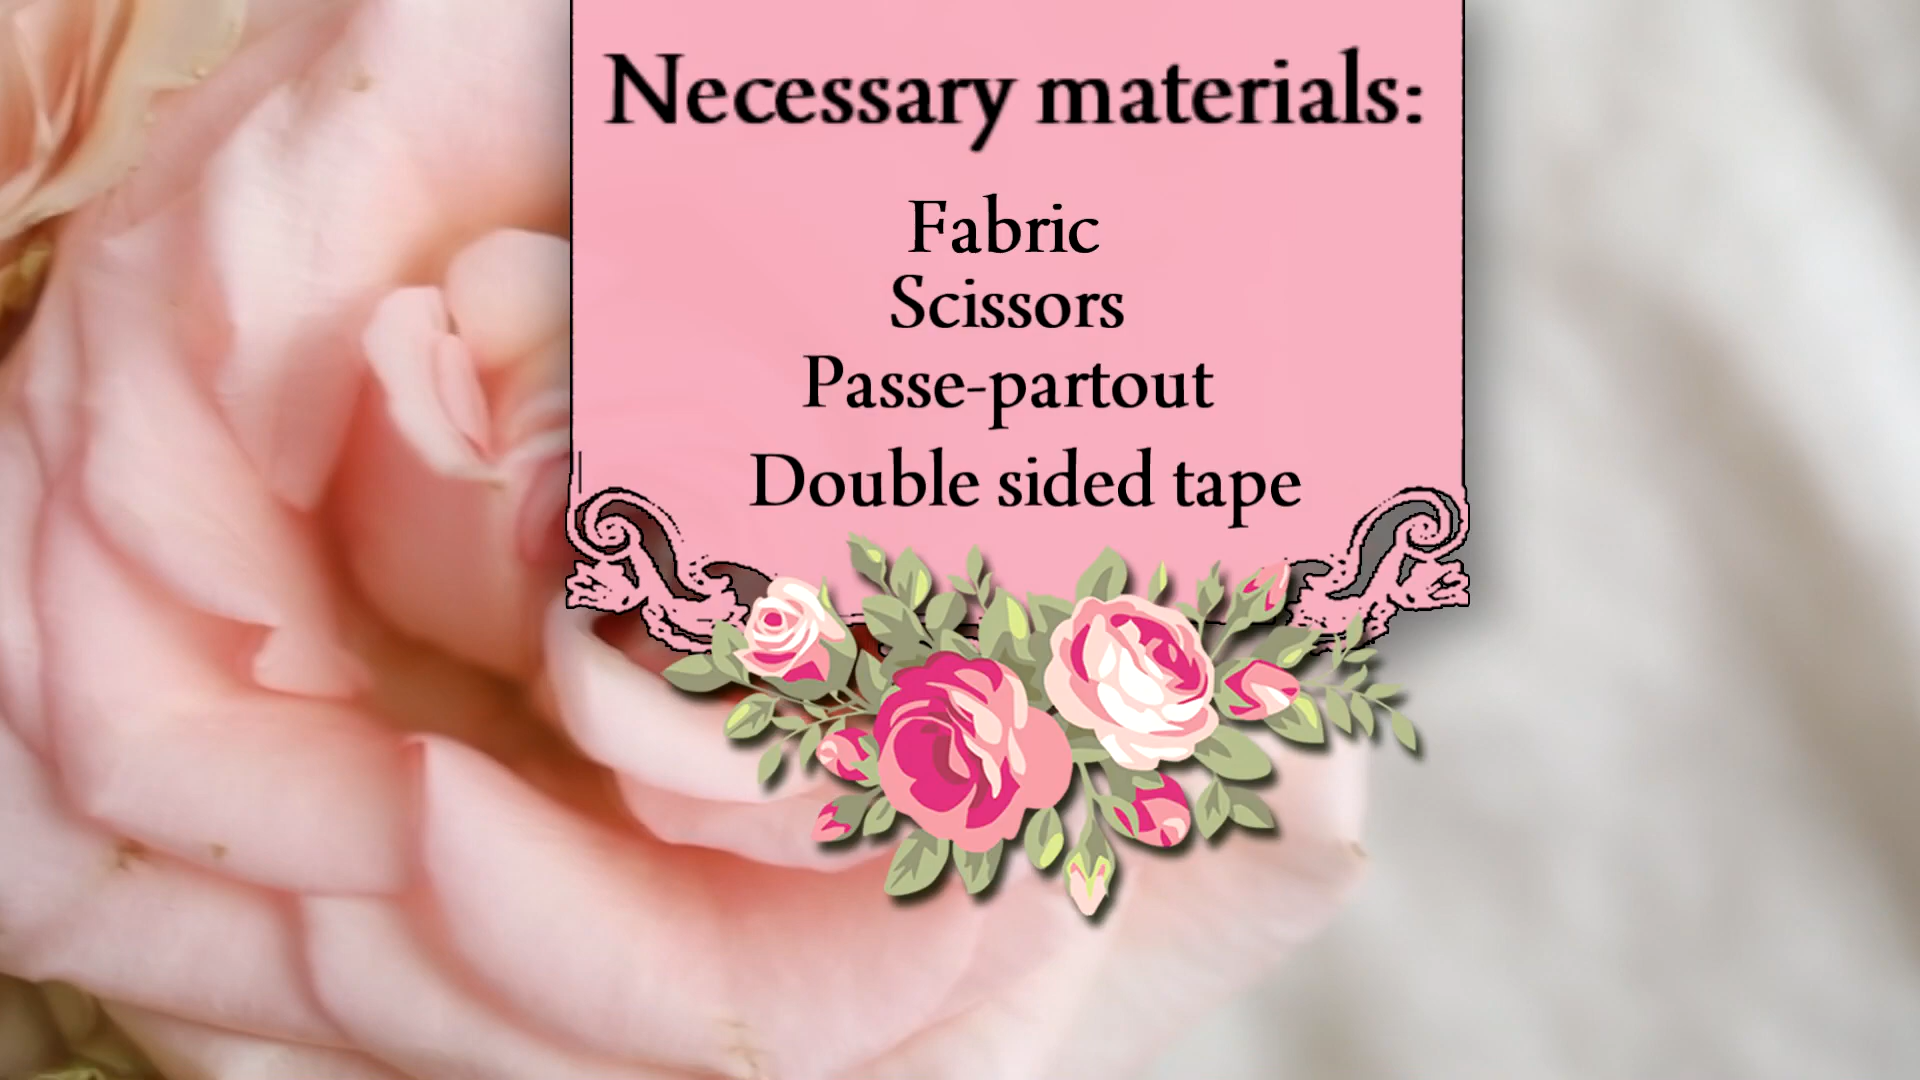 Necessary materials:
Fabric
Scissors
Passe-partout
Double sided tape